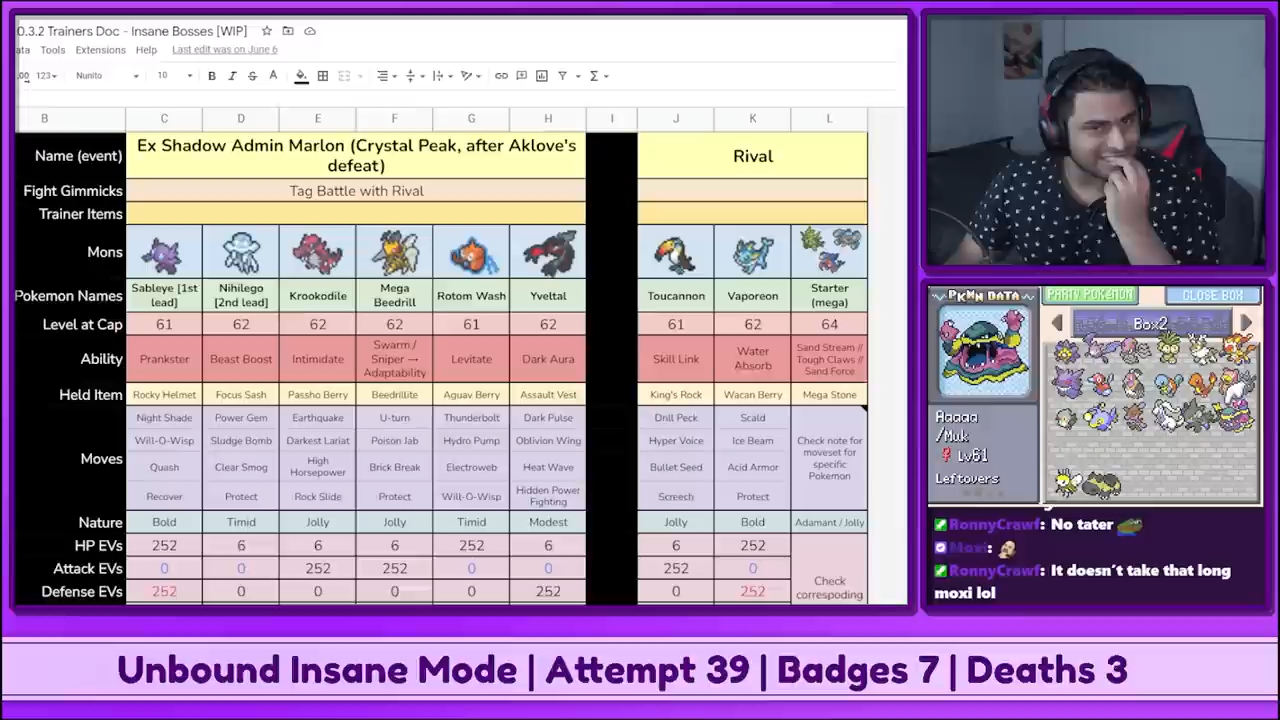 0.3.2 Trainers Doc - Insane Bosses [WIP]
ata Tools Extensions Help Last edit was on June 6
.00 123 Nunito 10 B I S A
B C D E F G H I J K L
Name (event) Ex Shadow Admin Marlon (Crystal Peak, after Aklove's defeat) Rival
Fight Gimmicks Tag Battle with Rival
Trainer Items
Mons
Pokemon Names Sableye [1st lead] Nihilego [2nd lead] Krookodile Mega Beedrill Rotom Wash Yveltal Toucannon Vaporeon Starter (mega)
Level at Cap 61 62 62 62 61 62 61 62 64
Ability Prankster Beast Boost Intimidate Swarm / Sniper → Adaptability Levitate Dark Aura Skill Link Water Absorb Sand Stream // Tough Claws // Sand Force
Held Item Rocky Helmet Focus Sash Passho Berry Beedrillite Aguav Berry Assault Vest King's Rock Wacan Berry Mega Stone
Moves
Night Shade Power Gem Earthquake U-turn Thunderbolt Dark Pulse Drill Peck Scald
Will-O-Wisp Sludge Bomb Darkest Lariat Poison Jab Hydro Pump Oblivion Wing Hyper Voice Ice Beam
Quash Clear Smog High Horsepower Brick Break Electroweb Heat Wave Bullet Seed Acid Armor
Recover Protect Rock Slide Protect Will-O-Wisp Hidden Power Fighting Screech Protect
Check note for moveset for specific Pokemon
Nature Bold Timid Jolly Jolly Timid Modest Jolly Bold Adamant / Jolly
HP EVs 252 6 6 6 252 6 6 252
Attack EVs 0 0 252 252 0 0 252 0
Defense EVs 252 0 0 0 0 252 0 252
Check correspoding
PKMN DATA
PARTY POKéMON
CLOSE BOX
Box2
Aaaaa
/Muk
♀ Lv61
Leftovers
RonnyCrawf: No tater
Moxi:
RonnyCrawf: It doesn't take that long
moxi lol
Unbound Insane Mode | Attempt 39 | Badges 7 | Deaths 3